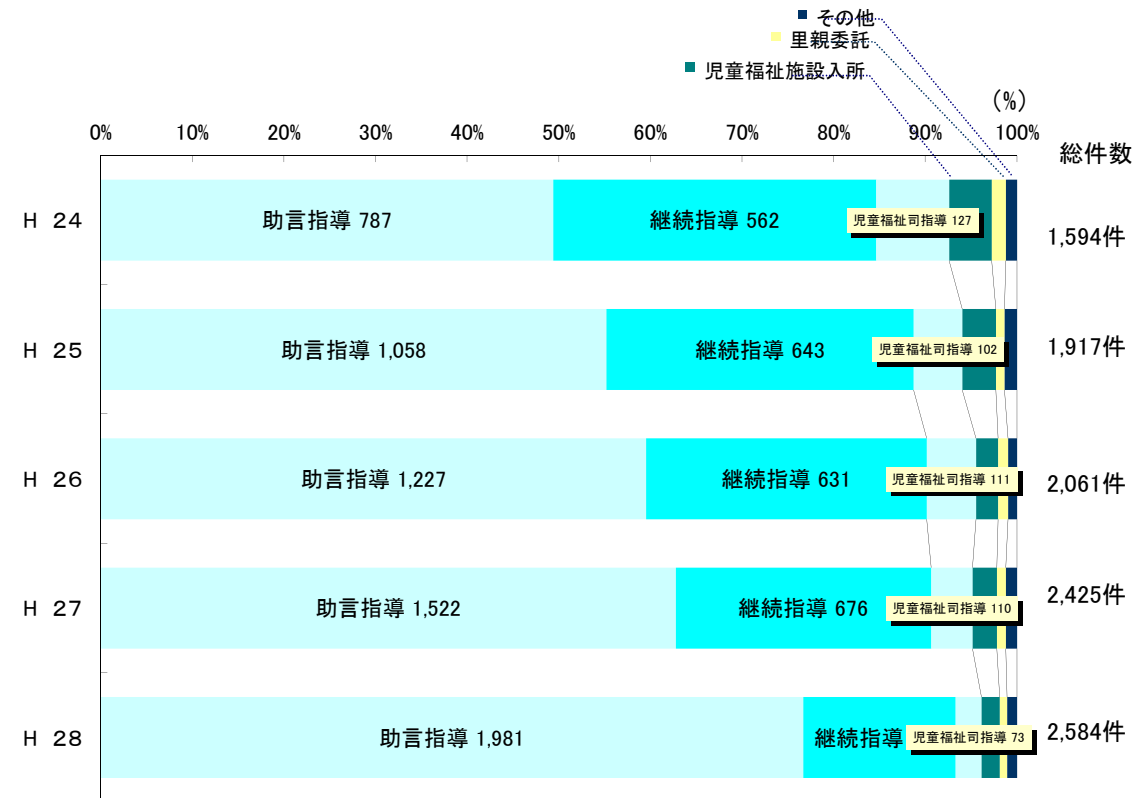 その他
里親委託
児童福祉施設入所
(%)
0% 10% 20% 30% 40% 50% 60% 70% 80% 90% 100%
総件数
H 24 助言指導 787 継続指導 562 児童福祉司指導 127 1,594件
H 25 助言指導 1,058 継続指導 643 児童福祉司指導 102 1,917件
H 26 助言指導 1,227 継続指導 631 児童福祉司指導 111 2,061件
H 27 助言指導 1,522 継続指導 676 児童福祉司指導 110 2,425件
H 28 助言指導 1,981 継続指導 児童福祉司指導 73 2,584件